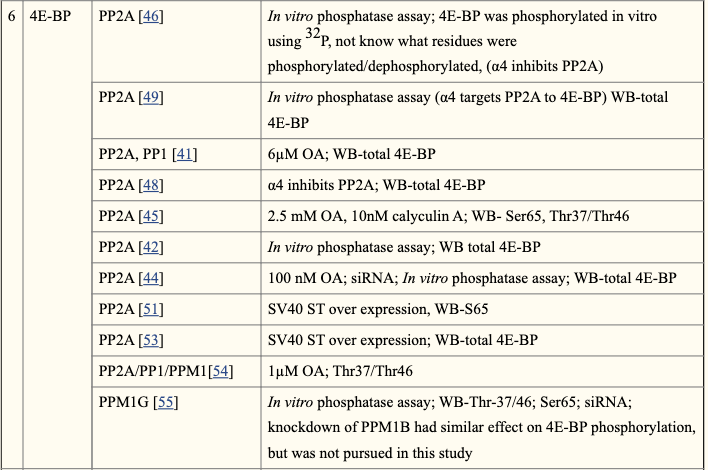 6 4E-BP PP2A [46] In vitro phosphatase assay; 4E-BP was phosphorylated in vitro
using 32P, not know what residues were
phosphorylated/dephosphorylated, (α4 inhibits PP2A)
PP2A [49] In vitro phosphatase assay (α4 targets PP2A to 4E-BP) WB-total
4E-BP
PP2A, PP1 [41] 6μM OA; WB-total 4E-BP
PP2A [48] α4 inhibits PP2A; WB-total 4E-BP
PP2A [45] 2.5 mM OA, 10nM calyculin A; WB- Ser65, Thr37/Thr46
PP2A [42] In vitro phosphatase assay; WB total 4E-BP
PP2A [44] 100 nM OA; siRNA; In vitro phosphatase assay; WB-total 4E-BP
PP2A [51] SV40 ST over expression, WB-S65
PP2A [53] SV40 ST over expression; WB-total 4E-BP
PP2A/PP1/PPM1[54] 1μM OA; Thr37/Thr46
PPM1G [55] In vitro phosphatase assay; WB-Thr-37/46; Ser65; siRNA;
knockdown of PPM1B had similar effect on 4E-BP phosphorylation,
but was not pursued in this study